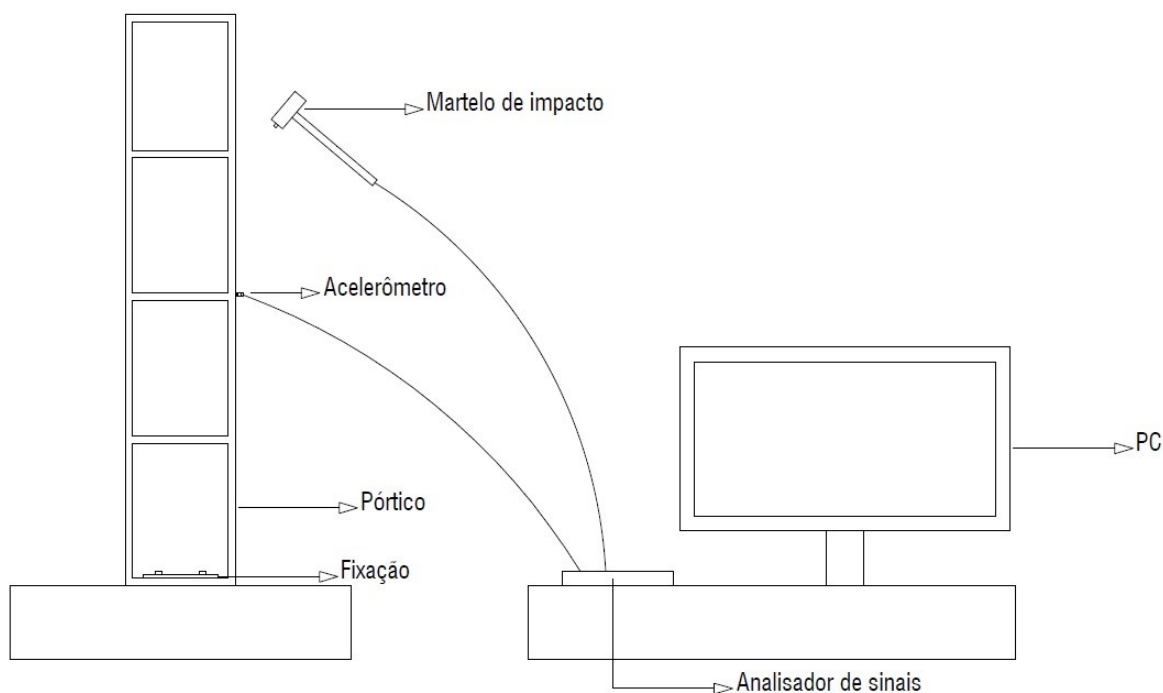 Martelo de impacto
Acelerômetro
PC
Pórtico
Fixação
Analisador de sinais